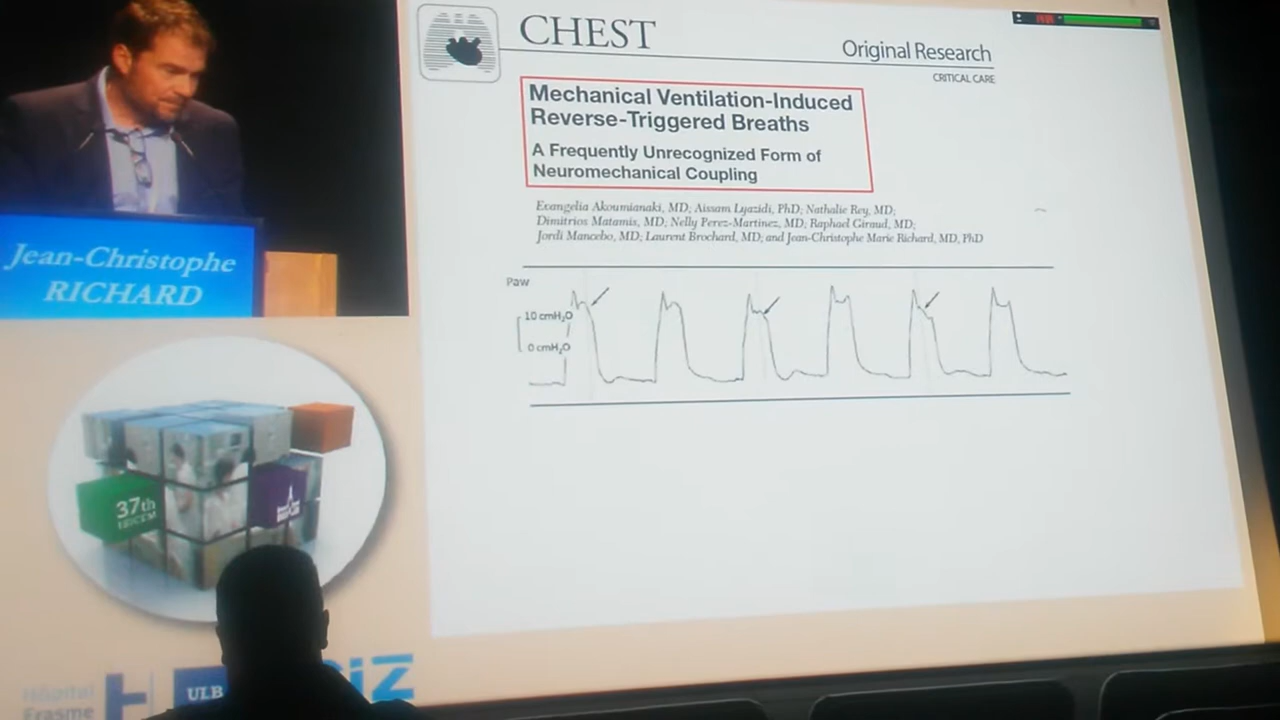 CHEST
Original Research
CRITICAL CARE
Mechanical Ventilation-Induced
Reverse-Triggered Breaths
A Frequently Unrecognized Form of
Neuromechanical Coupling
Evangelia Akoumianaki, MD; Aissam Lyazidi, PhD; Nathalie Rey, MD;
Dimitrios Matamis, MD; Nelly Perez-Martinez, MD; Raphael Giraud, MD;
Jordi Mancebo, MD; Laurent Brochard, MD; and Jean-Christophe Marie Richard, MD, PhD
Paw
10 cmH₂O
0 cmH₂O
Jean-Christophe
RICHARD
37th
ISICEM
Hôpital
Erasme
ULB
iZ